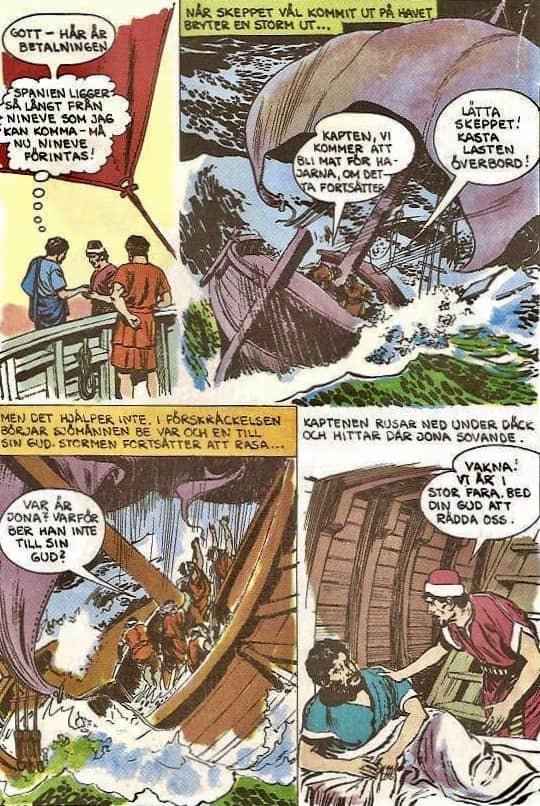 GOTT - HÄR ÄR
BETALNINGEN
SPANIEN LIGGER
SÅ LÅNGT FRÅN
NINEVE SOM JAG
KAN KOMMA - MÅ
NU NINEVE
FÖRINTAS!
NÄR SKEPPET VÄL KOMMIT UT PÅ HAVET
BRYTER EN STORM UT...
KAPTEN, VI
KOMMER ATT
BLI MAT FÖR HA-
JARNA, OM DET-
TA FORTSÄTTER
LÄTTA
SKEPPET!
KASTA
LASTEN
ÖVERBORD!
MEN DET HJÄLPER INTE. I FÖRSKRÄCKELSEN
BÖRJAR SJÖMÄNNEN BE VAR OCH EN TILL
SIN GUD. STORMEN FORTSÄTTER ATT RASA...
VAR ÄR
JONA? VARFÖR
BER HAN INTE
TILL SIN
GUD?
KAPTENEN RUSAR NED UNDER DÄCK
OCH HITTAR DÄR JONA SOVANDE.
VAKNA!
VI ÄR I
STOR FARA. BED
DIN GUD ATT
RÄDDA OSS.